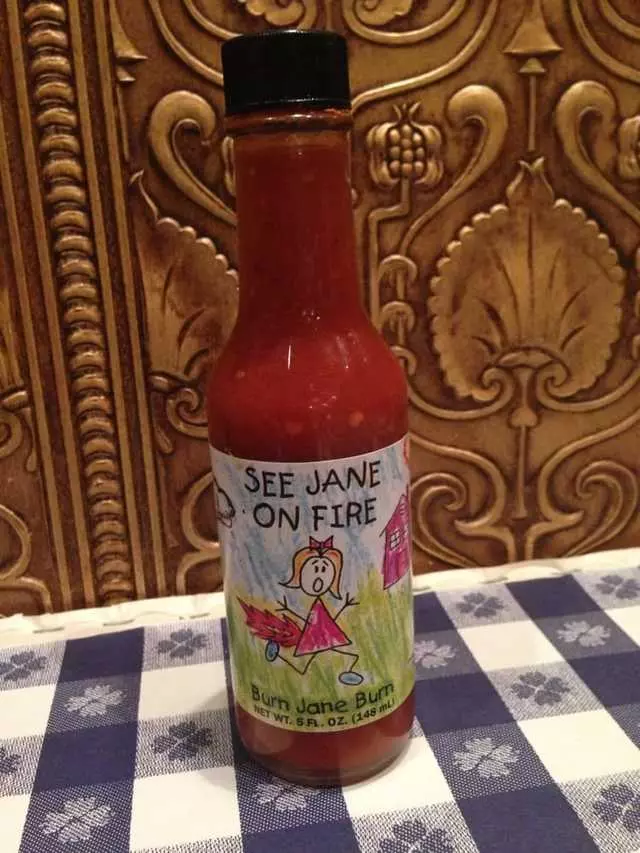 SEE JANE
ON FIRE
Burn Jane Burn
NET WT. 5 FL. OZ. (148 mL)